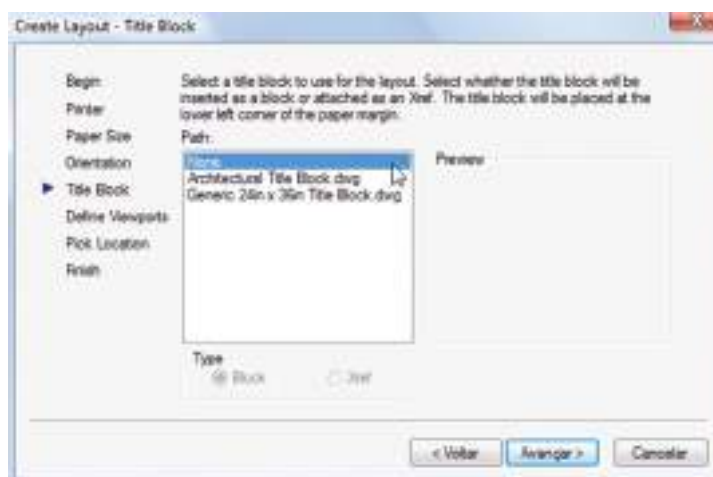 Create Layout - Title Block
Begin
Printer
Paper Size
Orientation
Title Block
Define Viewports
Pick Location
Finish
Select a title block to use for the layout. Select whether the title block will be
inserted as a block or attached as an Xref. The title block will be placed at the
lower left corner of the paper margin.
Path:
None
Architectural Title Block.dwg
Generic 24in x 36in Title Block.dwg
Preview
Type
Block
Xref
< Voltar
Avançar >
Cancelar